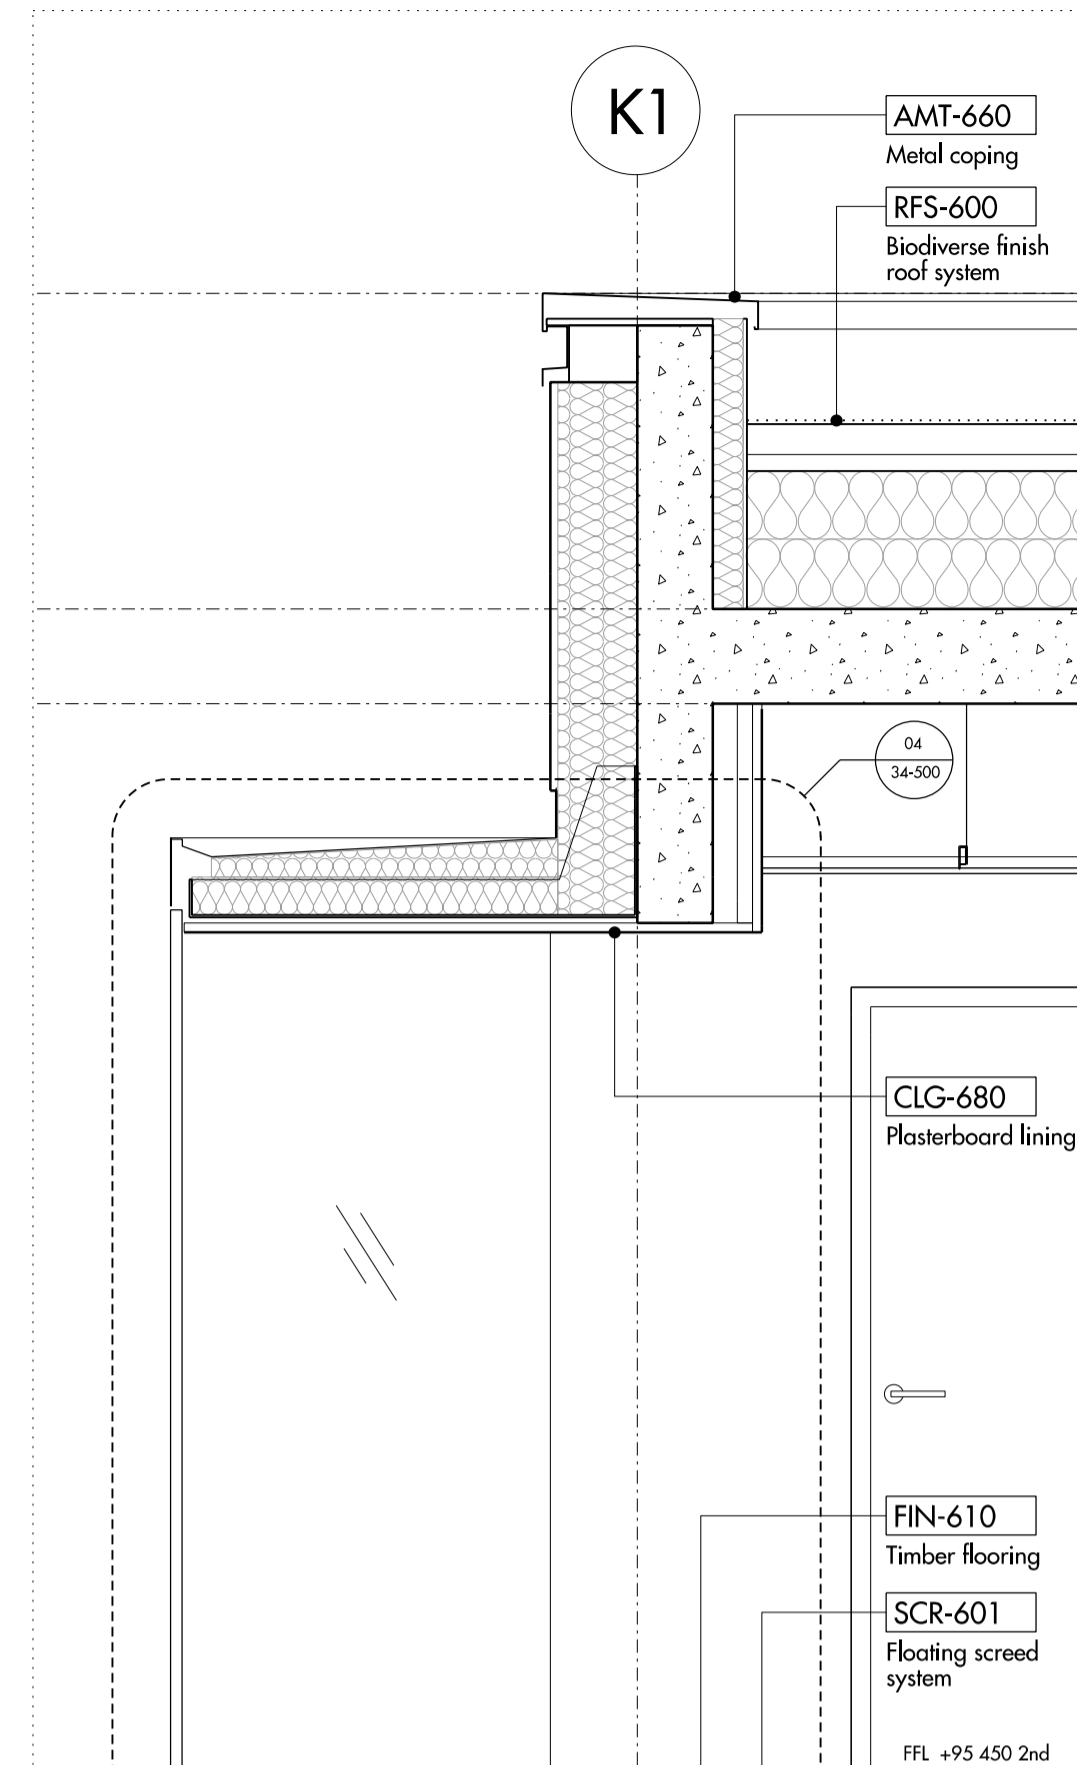 K1
AMT-660
Metal coping
RFS-600
Biodiverse finish
roof system
04
34-500
CLG-680
Plasterboard lining
FIN-610
Timber flooring
SCR-601
Floating screed
system
FFL +95 450 2nd